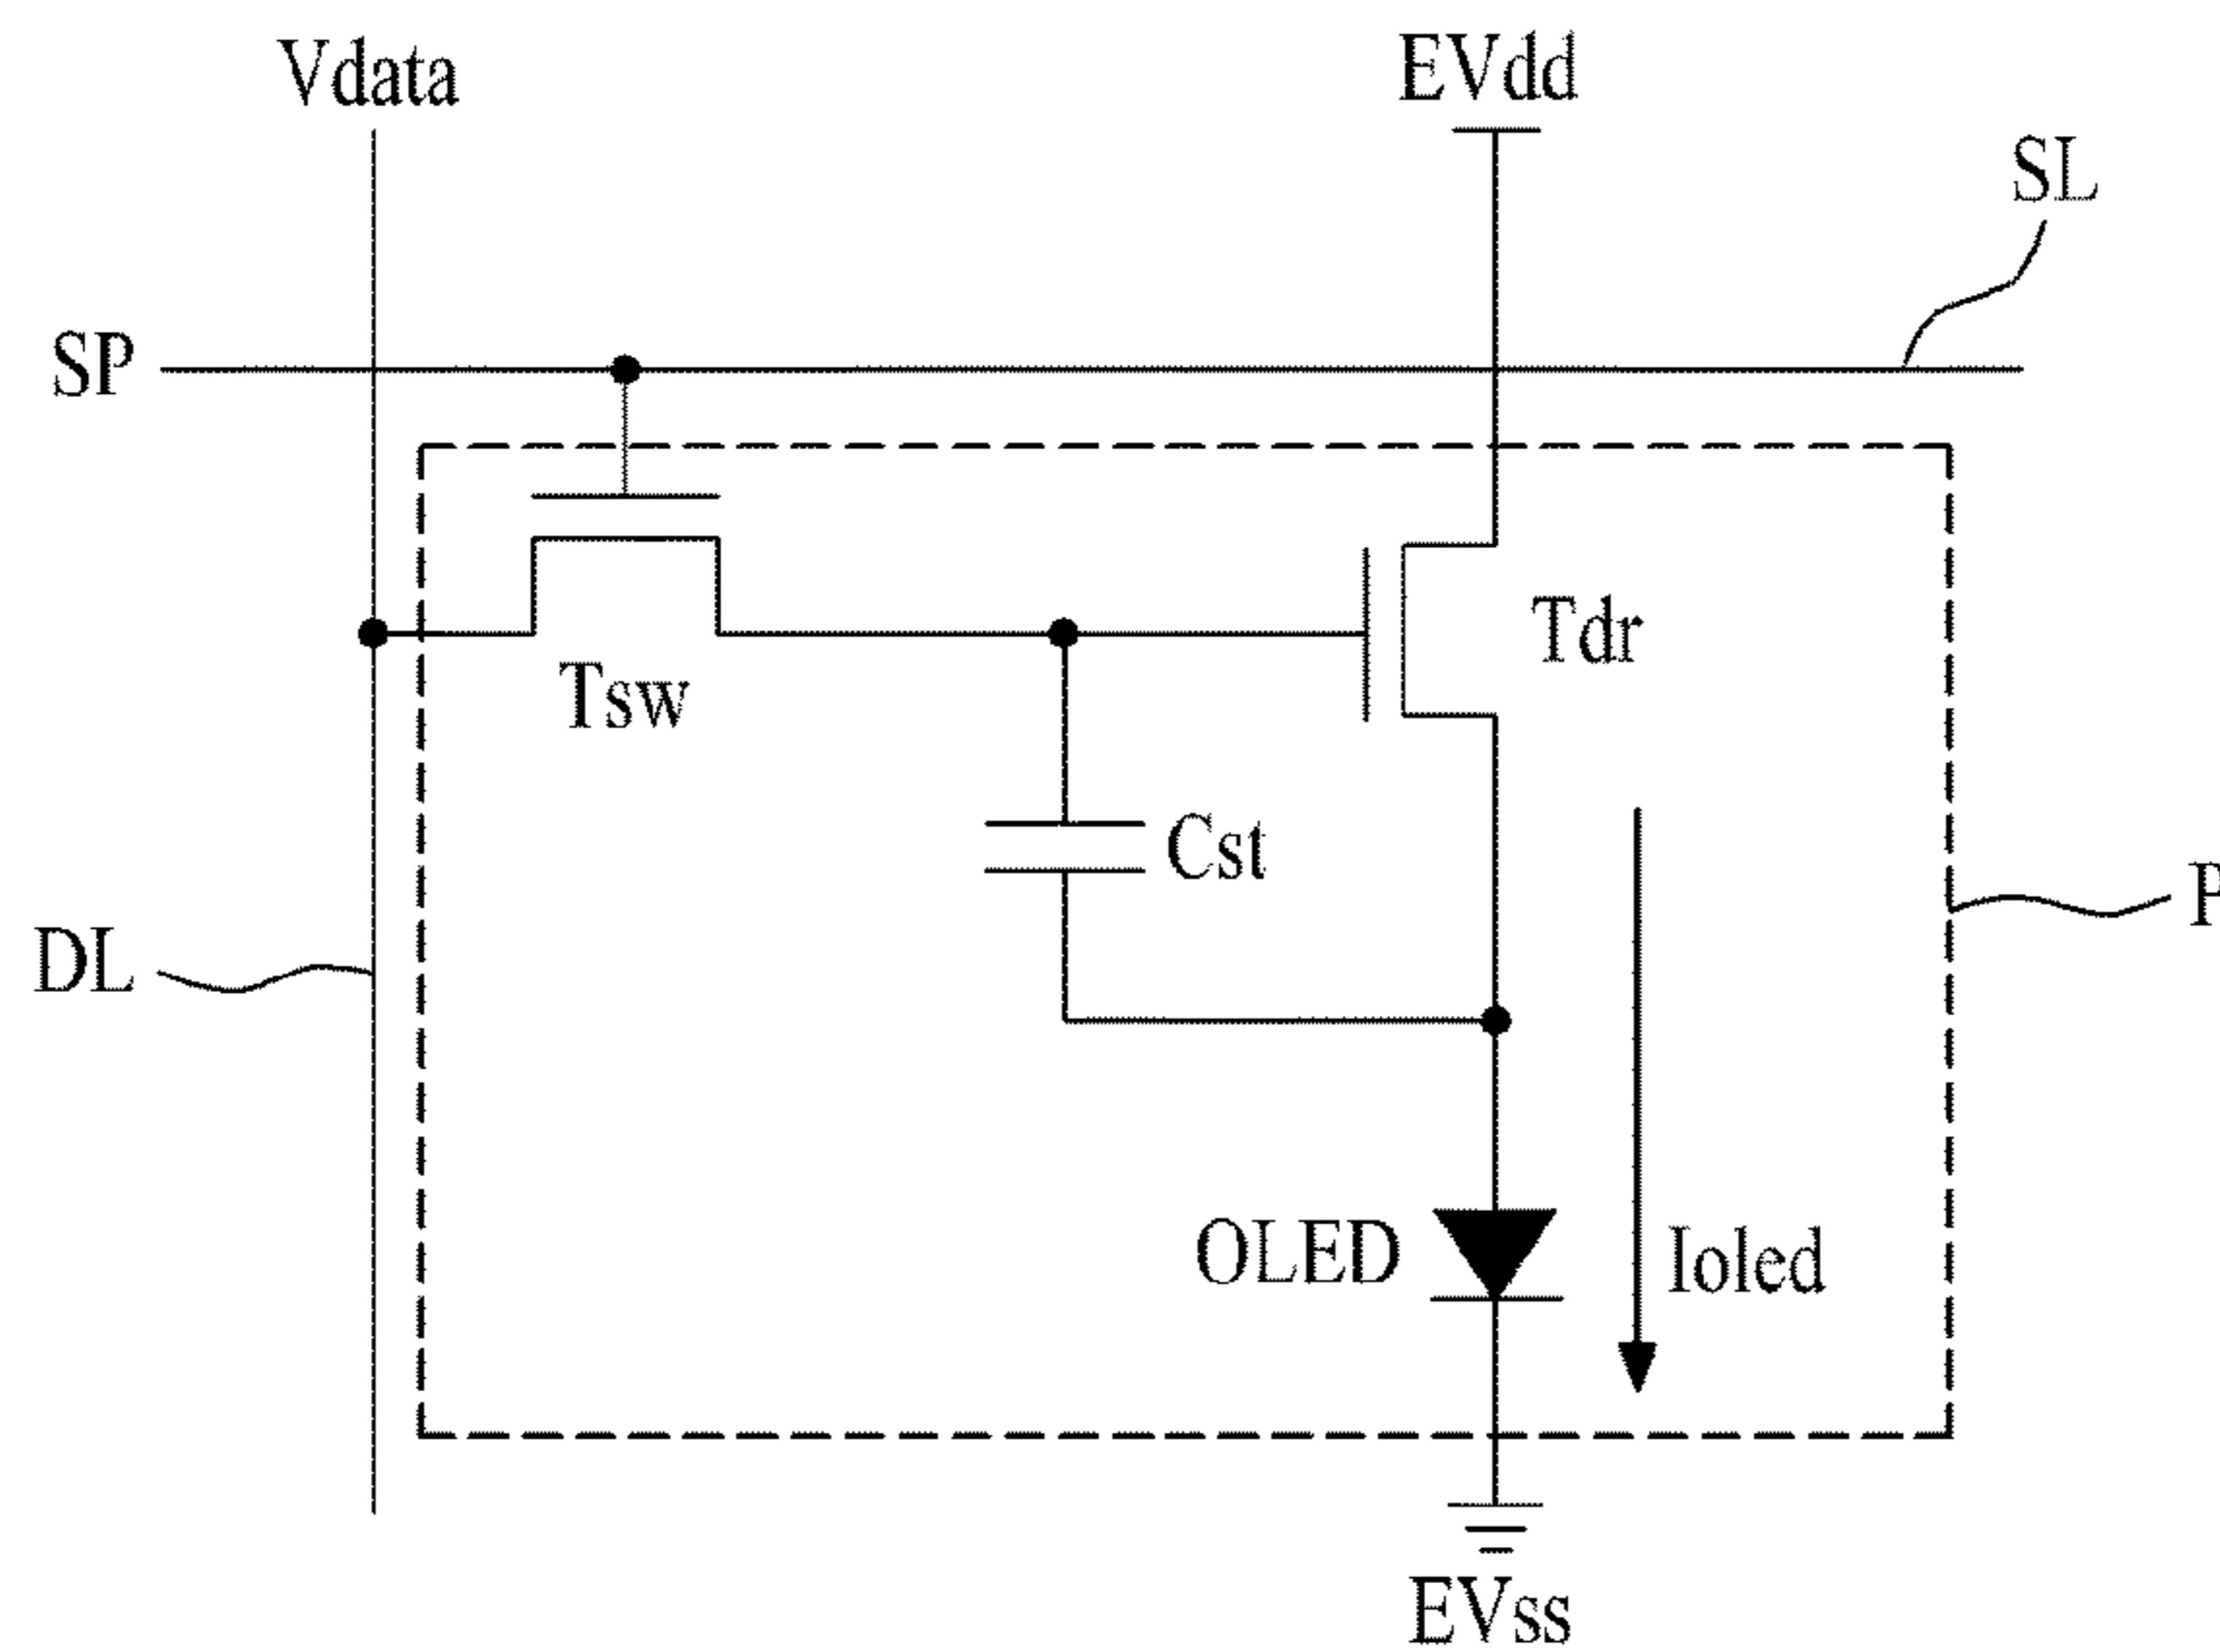 Vdata
EVdd
SL
SP
Tdr
Tsw
Cst
P
DL
OLED
Ioled
EVss